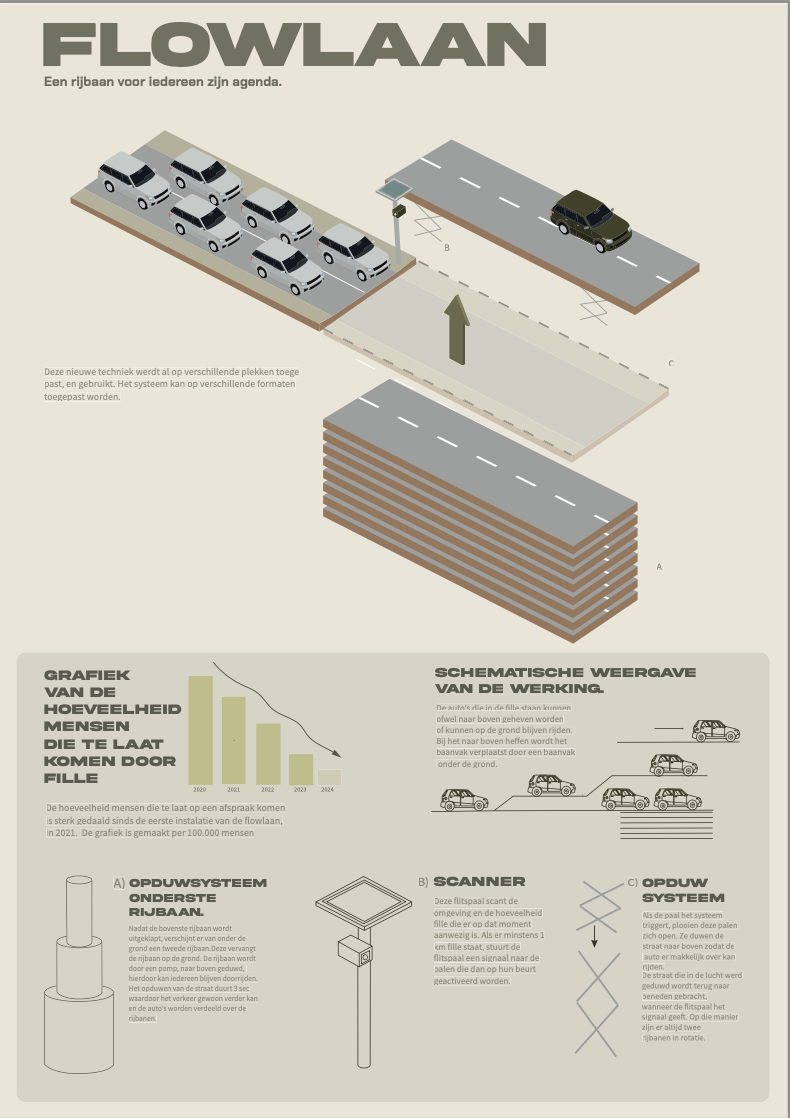 FLOWLAAN
Een rijbaan voor iedereen zijn agenda.
B
C
Deze nieuwe techniek werdt al op verschillende plekken toege
past, en gebruikt. Het systeem kan op verschillende formaten
toegepast worden.
A
GRAFIEK
VAN DE
HOEVEELHEID
MENSEN
DIE TE LAAT
KOMEN DOOR
FILLE
2020 2021 2022 2023 2024
De hoeveelheid mensen die te laat op een afspraak komen
is sterk gedaald sinds de eerste instalatie van de flowlaan,
in 2021. De grafiek is gemaakt per 100.000 mensen
SCHEMATISCHE WEERGAVE
VAN DE WERKING.
De auto's die in de fille staan kunnen
ofwel naar boven geheven worden
of kunnen op de grond blijven rijden.
Bij het naar boven heffen wordt het
baanvak verplaatst door een baanvak
onder de grond.
A) OPDUWSYSTEEM
ONDERSTE
RIJBAAN.
Nadat de bovenste rijbaan wordt
uitgeklapt, verschijnt er van onder de
grond een tweede rijbaan.Deze vervangt
de rijbaan op de grond. De rijbaan wordt
door een pomp, naar boven geduwd,
hierdoor kan iedereen blijven doorrijden.
Het opduwen van de straat duurt 3 sec
waardoor het verkeer gewoon verder kan
en de auto's worden verdeeld over de
rijbanen.
B) SCANNER
Deze flitspaal scant de
omgeving en de hoeveelheid
fille die er op dat moment
aanwezig is. Als er minstens 1
km fille staat, stuurt de
flitspaal een signaal naar de
palen die dan op hun beurt
geactiveerd worden.
C) OPDUW
SYSTEEM
Als de paal het systeem
triggert, plooien deze palen
zich open. Ze duwen de
straat naar boven zodat de
auto er makkelijk over kan
rijden.
De straat die in de lucht werd
geduwd wordt terug naar
beneden gebracht,
wanneer de flitspaal het
signaal geeft. Op die manier
zijn er altijd twee
rijbanen in rotatie.